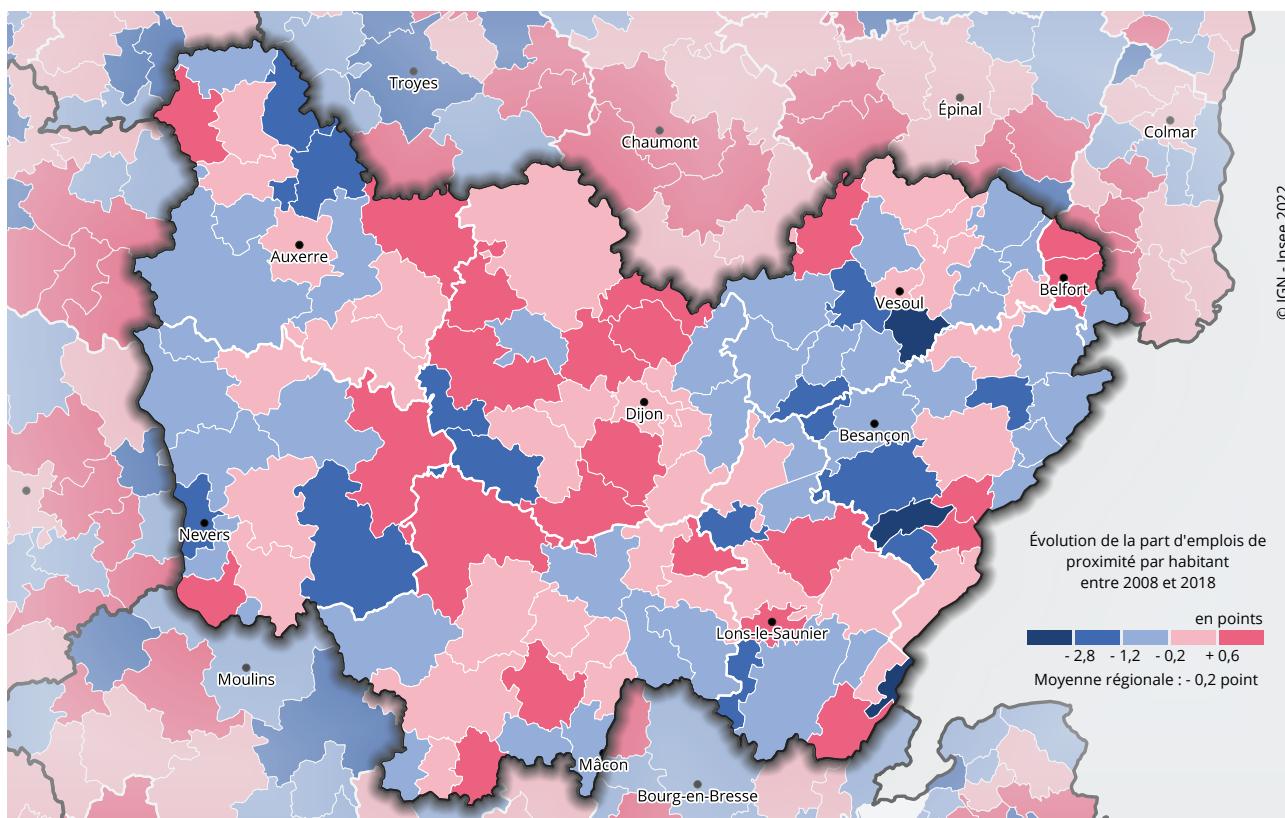 Troyes
Épinal
Colmar
Chaumont
© IGN - Insee 2022
Auxerre
Belfort
Vesoul
Dijon
Besançon
Nevers
Évolution de la part d'emplois de
proximité par habitant
entre 2008 et 2018
en points
- 2,8 - 1,2 - 0,2 + 0,6
Moyenne régionale : - 0,2 point
Lons-le-Saunier
Moulins
Mâcon
Bourg-en-Bresse